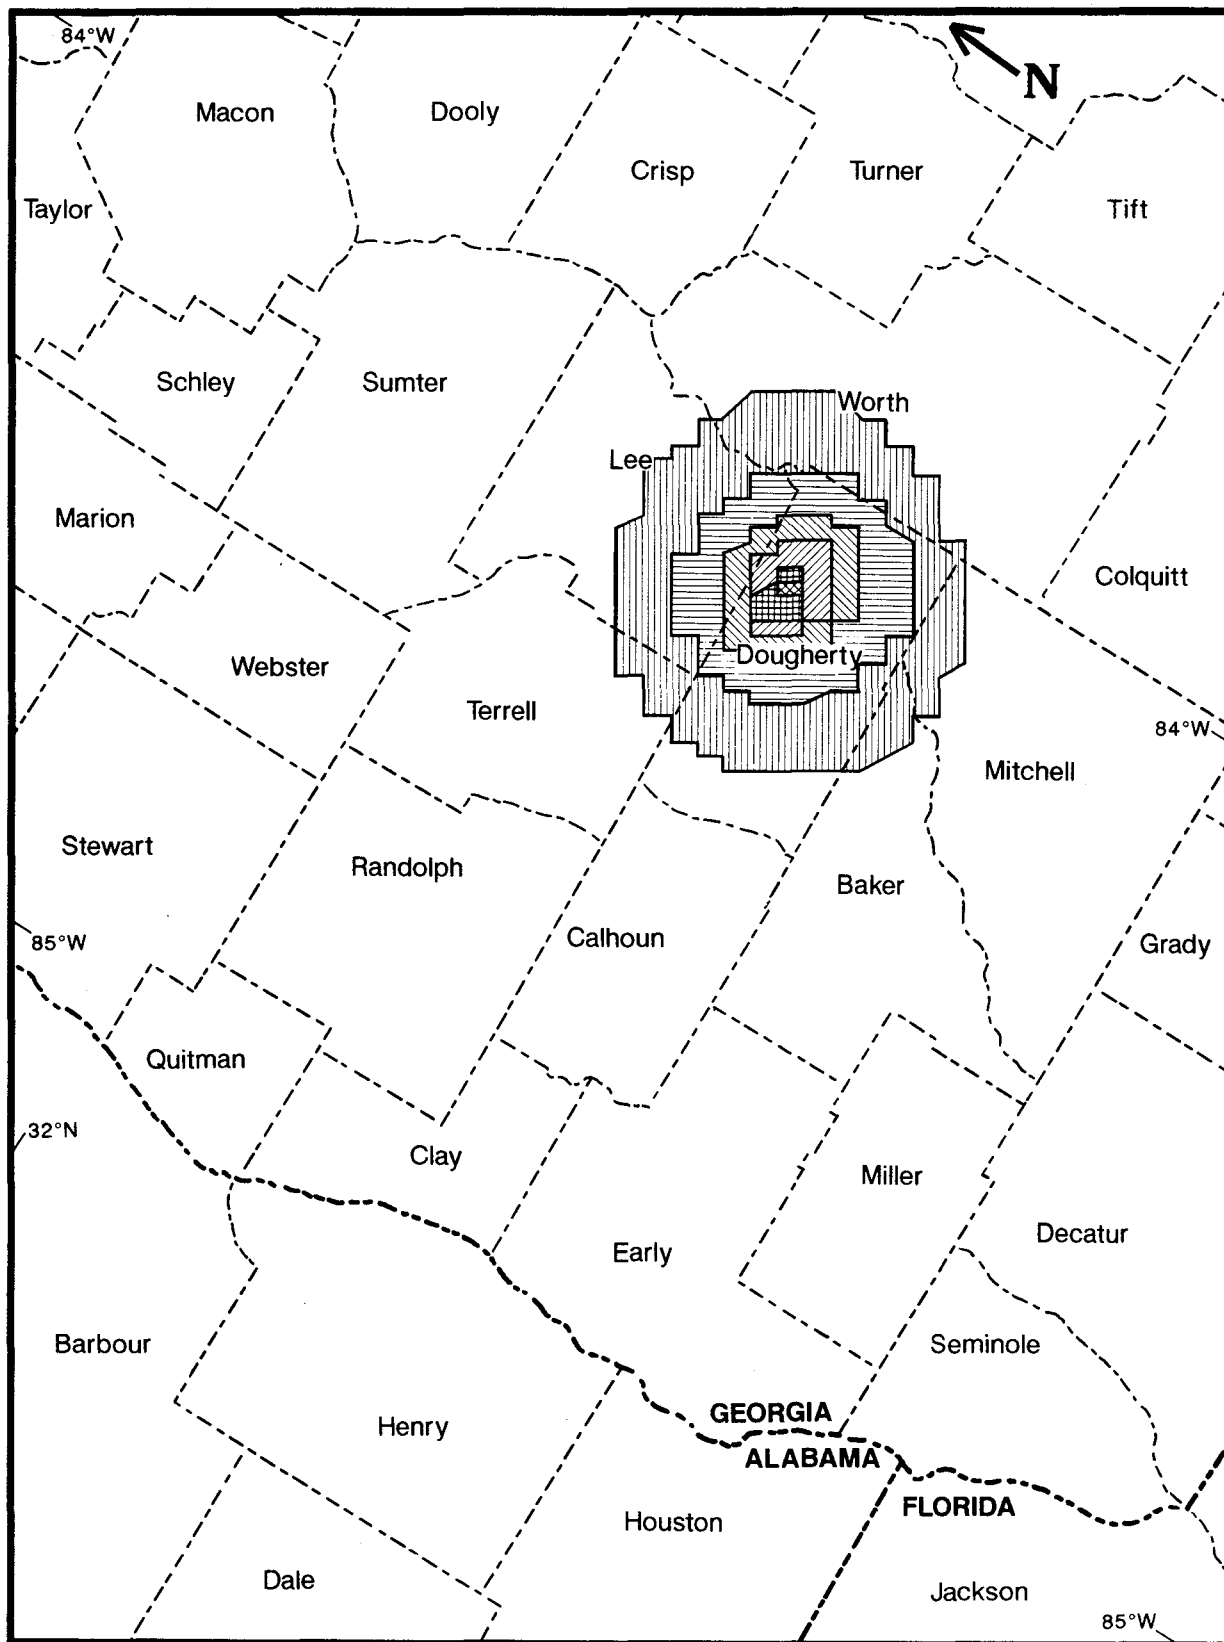 84°W
N
Macon
Dooly
Crisp
Turner
Taylor
Tift
Schley
Sumter
Worth
Lee
Marion
Colquitt
Webster
Dougherty
Terrell
84°W
Mitchell
Stewart
Randolph
Baker
85°W
Calhoun
Grady
Quitman
32°N
Clay
Miller
Early
Decatur
Barbour
Seminole
GEORGIA
Henry
ALABAMA
FLORIDA
Houston
Dale
Jackson
85°W